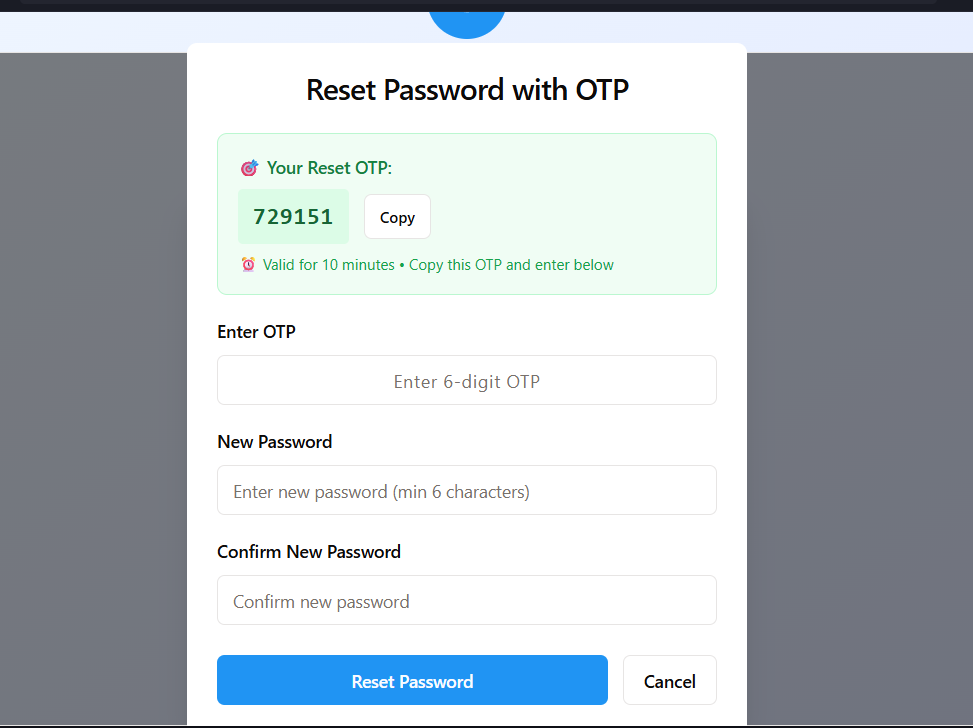 Reset Password with OTP
🎯 Your Reset OTP:
729151 Copy
⏰ Valid for 10 minutes • Copy this OTP and enter below
Enter OTP
Enter 6-digit OTP
New Password
Enter new password (min 6 characters)
Confirm New Password
Confirm new password
Reset Password Cancel